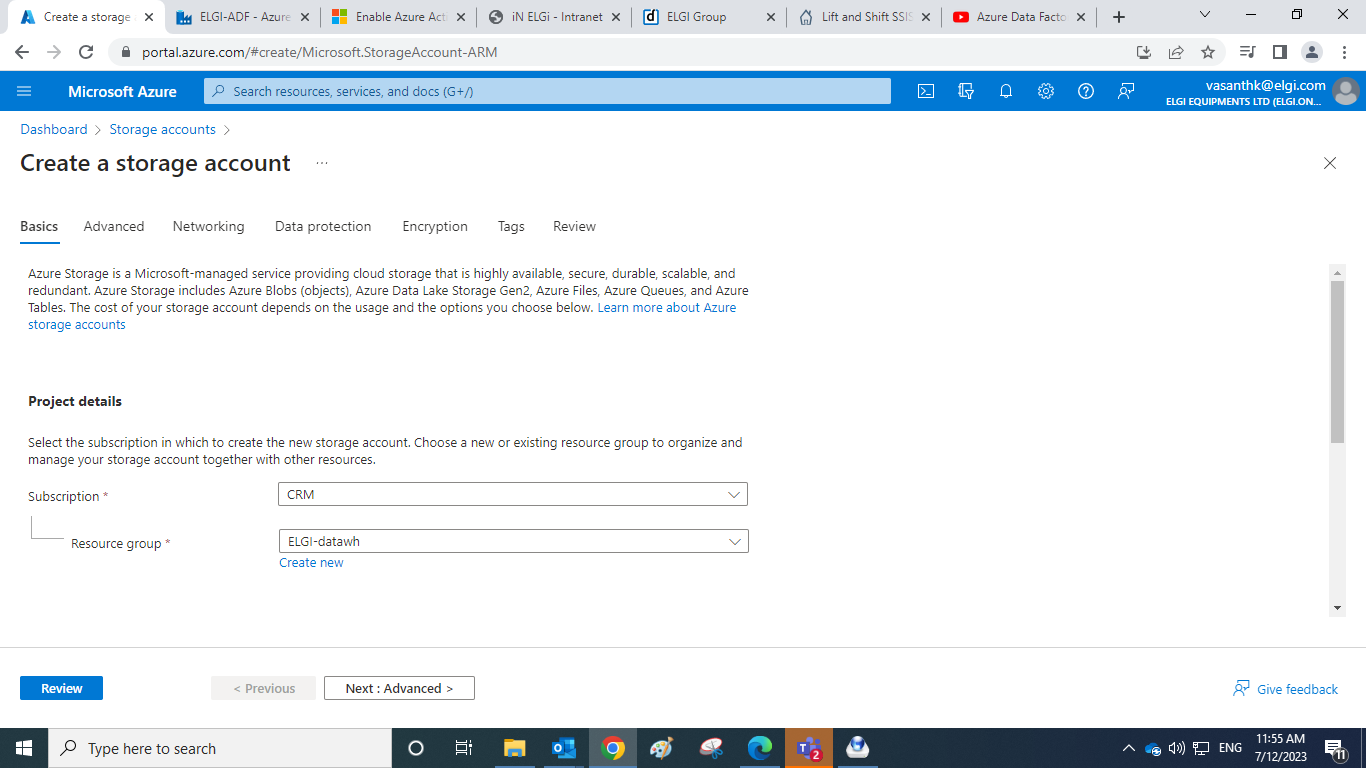 Create a storage
ELGI-ADF - Azure
Enable Azure Act
iN ELGi - Intranet
ELGI Group
Lift and Shift SSIS
Azure Data Facto
portal.azure.com/#create/Microsoft.StorageAccount-ARM
Microsoft Azure
Search resources, services, and docs (G+/)
vasanthk@elgi.com
ELGI EQUIPMENTS LTD (ELGI.ON...
Dashboard > Storage accounts >
Create a storage account ...
Basics
Advanced
Networking
Data protection
Encryption
Tags
Review
Azure Storage is a Microsoft-managed service providing cloud storage that is highly available, secure, durable, scalable, and
redundant. Azure Storage includes Azure Blobs (objects), Azure Data Lake Storage Gen2, Azure Files, Azure Queues, and Azure
Tables. The cost of your storage account depends on the usage and the options you choose below. Learn more about Azure
storage accounts
Project details
Select the subscription in which to create the new storage account. Choose a new or existing resource group to organize and
manage your storage account together with other resources.
Subscription *
CRM
Resource group *
ELGI-datawh
Create new
Review
< Previous
Next : Advanced >
Give feedback
Type here to search
2
ENG
11:55 AM
7/12/2023
11